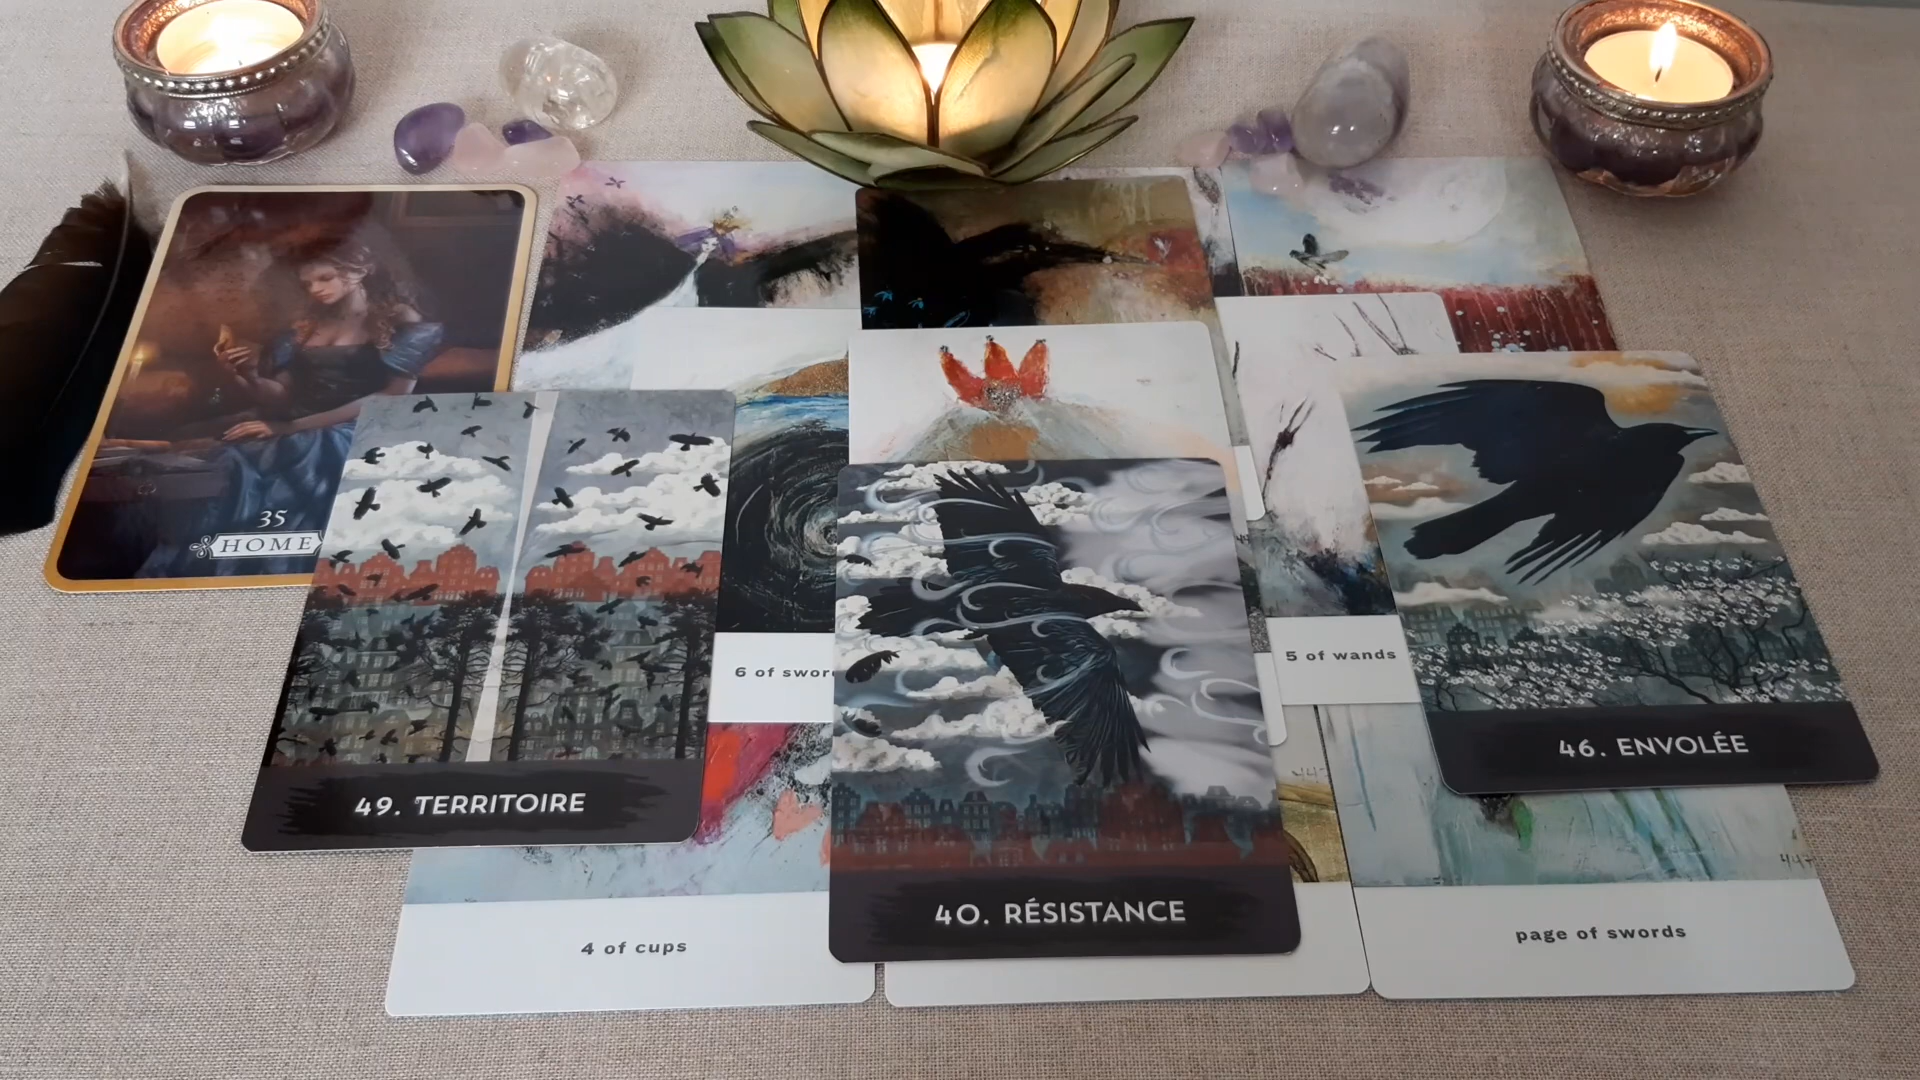 35
HOME
6 of swor
5 of wands
46. ENVOLÉE
49. TERRITOIRE
40. RÉSISTANCE
4 of cups
page of swords